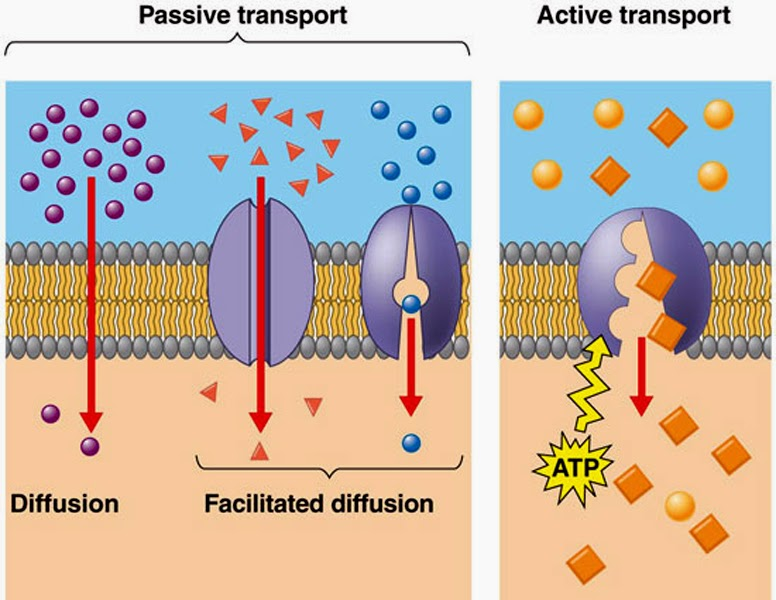 Passive transport
Active transport
ATP
Diffusion
Facilitated diffusion